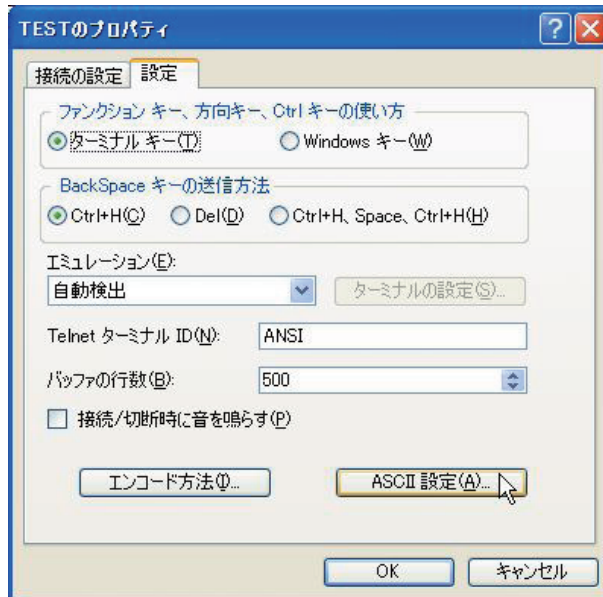 TESTのプロパティ
接続の設定 設定
ファンクション キー、方向キー、Ctrl キーの使い方
ターミナル キー(T) Windows キー(W)
BackSpace キーの送信方法
Ctrl+H(C) Del(D) Ctrl+H、Space、Ctrl+H(H)
エミュレーション(E):
自動検出 ターミナルの設定(S)...
Telnet ターミナル ID(N): ANSI
バッファの行数(B): 500
接続/切断時に音を鳴らす(P)
エンコード方法(I)... ASCII 設定(A)...
OK キャンセル